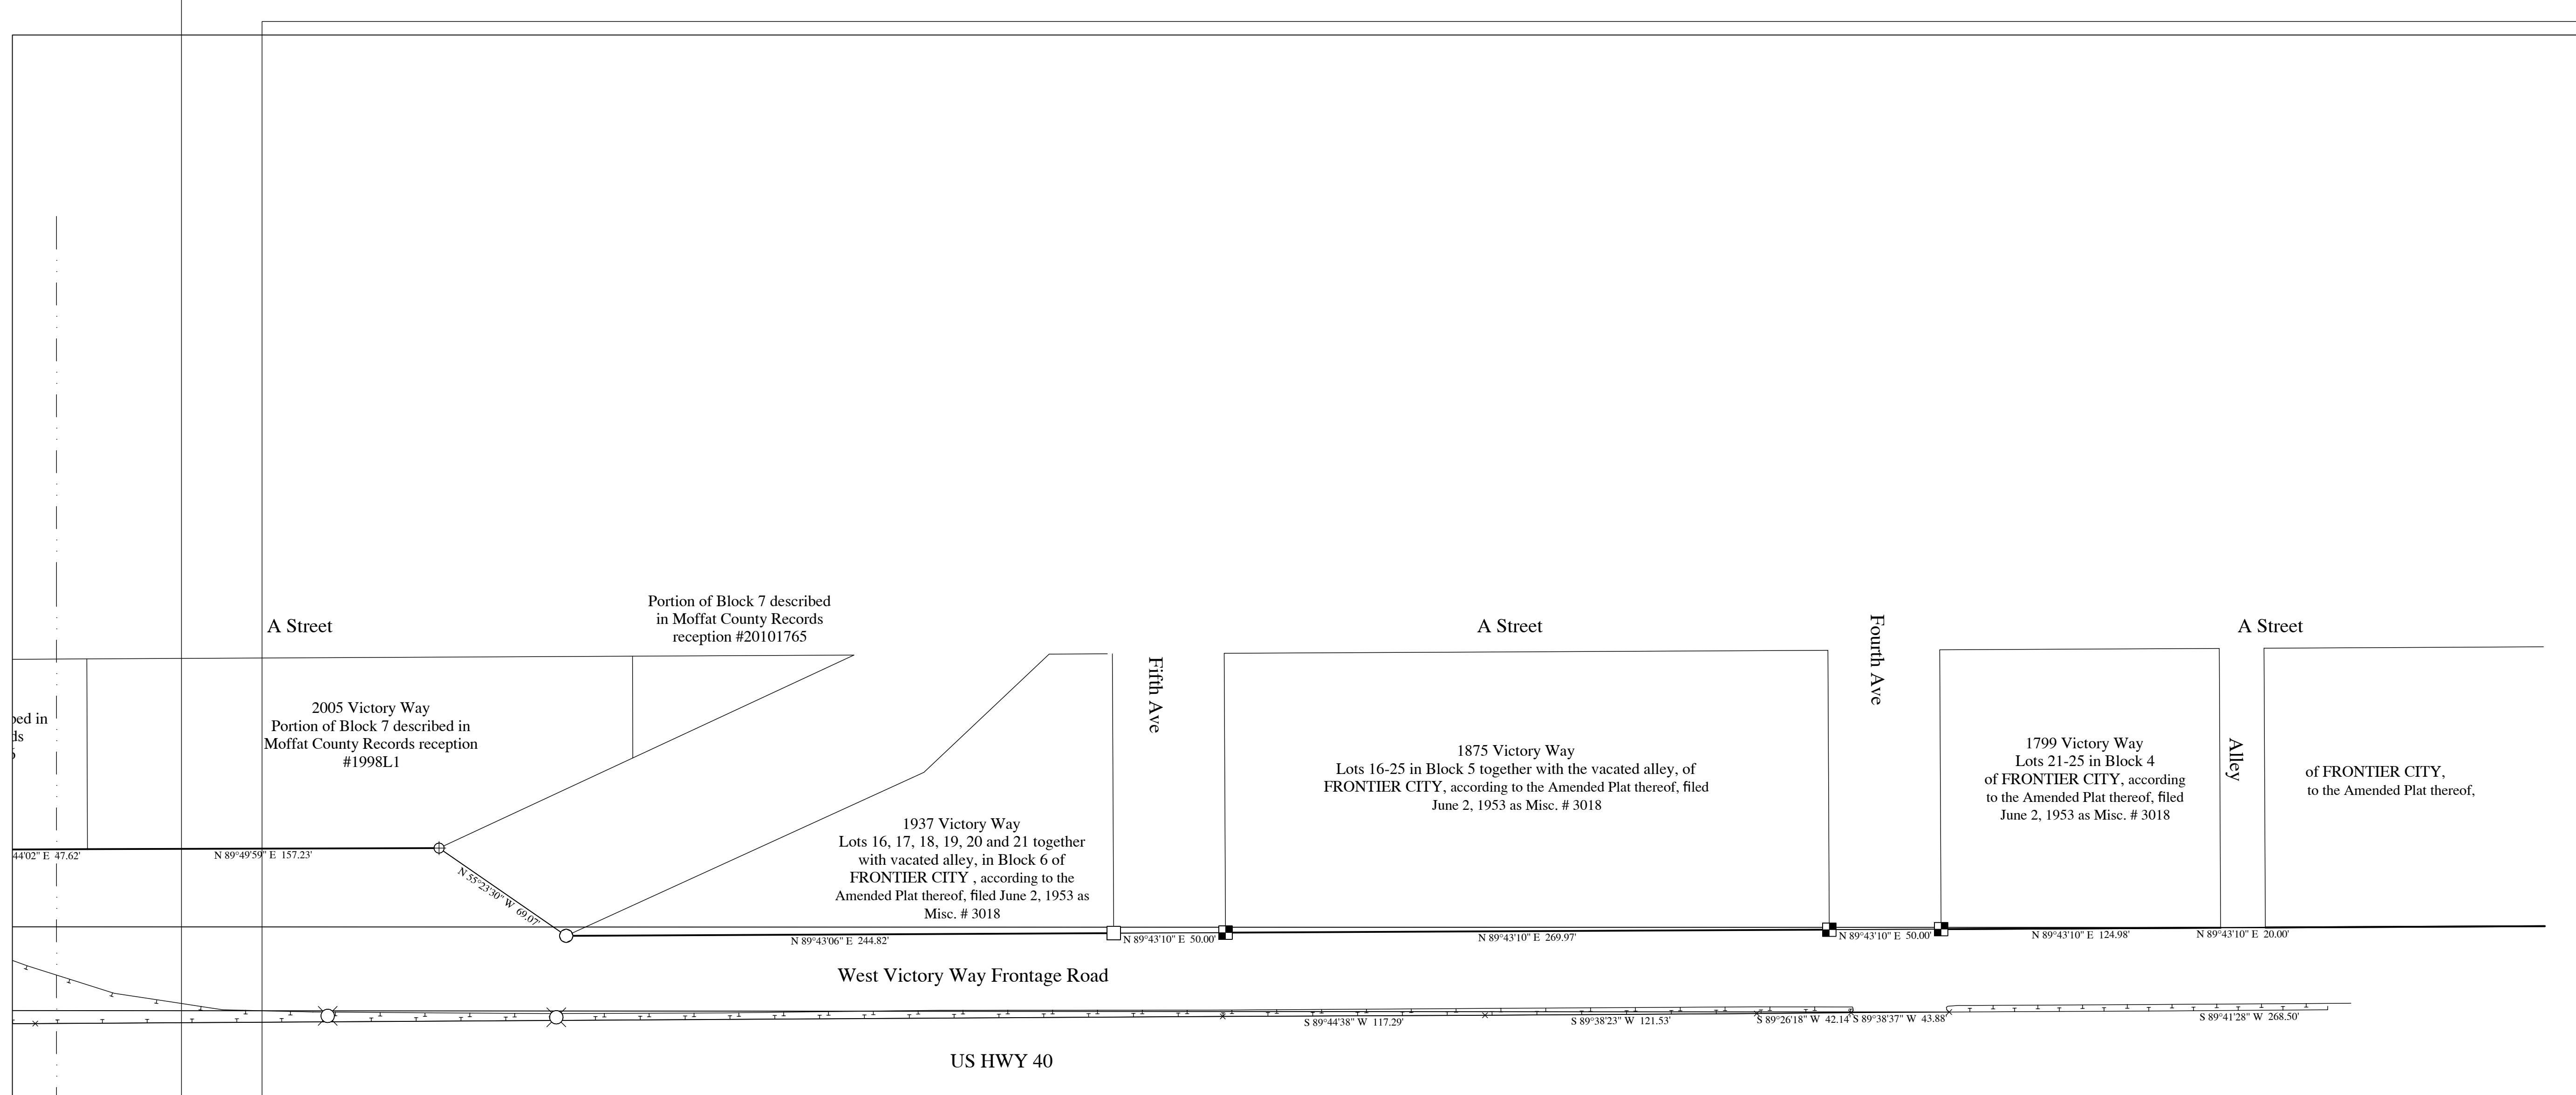 Portion of Block 7 described
in Moffat County Records
reception #20101765
A Street
A Street
A Street
Fourth Ave
Fifth Ave
bed in
ds
2005 Victory Way
Portion of Block 7 described in
Moffat County Records reception
#1998L1
1937 Victory Way
Lots 16, 17, 18, 19, 20 and 21 together
with vacated alley, in Block 6 of
FRONTIER CITY , according to the
Amended Plat thereof, filed June 2, 1953 as
Misc. # 3018
1875 Victory Way
Lots 16-25 in Block 5 together with the vacated alley, of
FRONTIER CITY, according to the Amended Plat thereof, filed
June 2, 1953 as Misc. # 3018
1799 Victory Way
Lots 21-25 in Block 4
of FRONTIER CITY, according
to the Amended Plat thereof, filed
June 2, 1953 as Misc. # 3018
Alley
of FRONTIER CITY,
to the Amended Plat thereof,
44'02" E 47.62'
N 89°49'59" E 157.23'
N 55°23'30" W 69.07'
N 89°43'06" E 244.82'
N 89°43'10" E 50.00'
N 89°43'10" E 269.97'
N 89°43'10" E 50.00'
N 89°43'10" E 124.98'
N 89°43'10" E 20.00'
West Victory Way Frontage Road
S 89°44'38" W 117.29'
S 89°38'23" W 121.53'
S 89°26'18" W 42.14'
S 89°38'37" W 43.88'
S 89°41'28" W 268.50'
US HWY 40